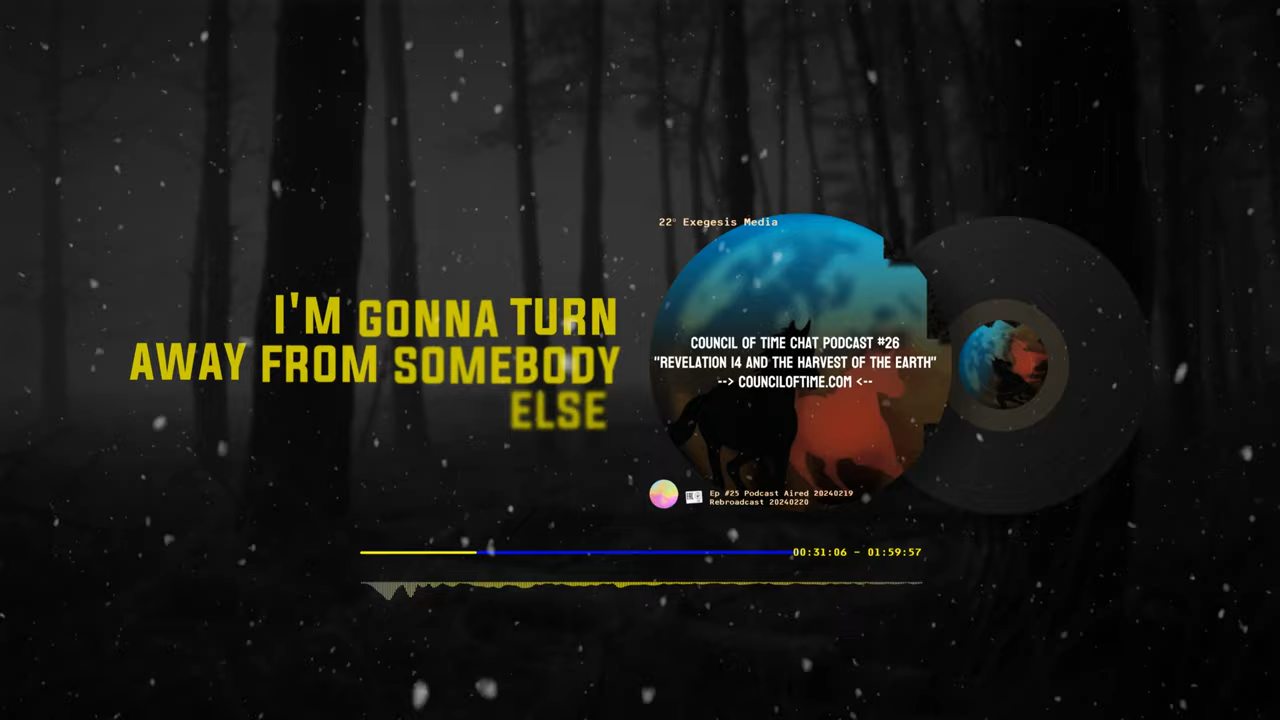 I'M GONNA TURN
AWAY FROM SOMEBODY
ELSE
22° Exegesis Media
COUNCIL OF TIME CHAT PODCAST #26
"REVELATION 14 AND THE HARVEST OF THE EARTH"
--> COUNCILOFTIME.COM <--
Ep #25 Podcast Aired 20240219
Rebroadcast 20240220
00:31:06 - 01:59:57